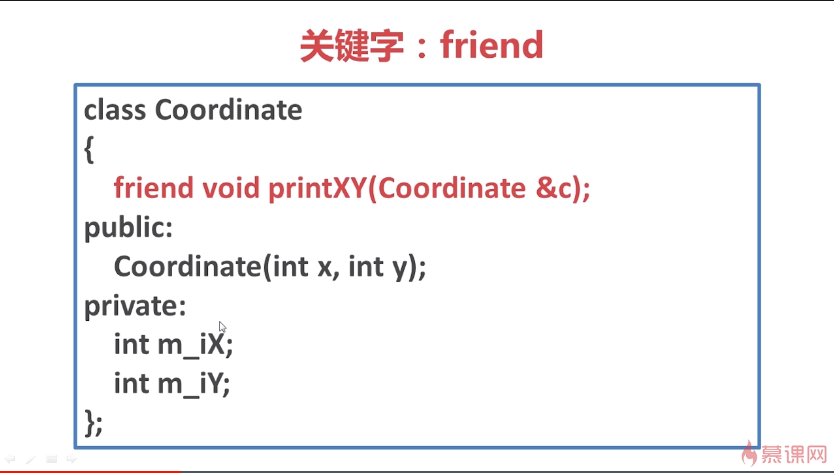 关键字：friend
class Coordinate
{
friend void printXY(Coordinate &c);
public:
Coordinate(int x, int y);
private:
int m_iX;
int m_iY;
};
慕课网